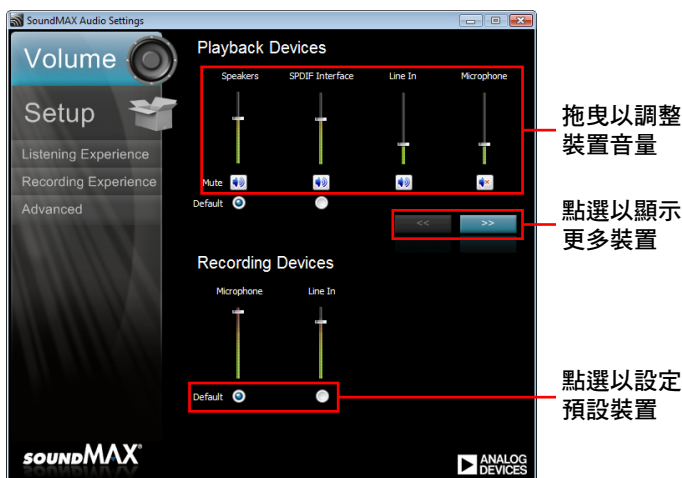 SoundMAX Audio Settings
Volume
Setup
Listening Experience
Recording Experience
Advanced
Playback Devices
Speakers SPDIF Interface Line In Microphone
Mute
Default
<< >>
Recording Devices
Microphone Line In
Default
拖曳以調整
裝置音量
點選以顯示
更多裝置
點選以設定
預設裝置
SOUNDMAX®
ANALOG
DEVICES